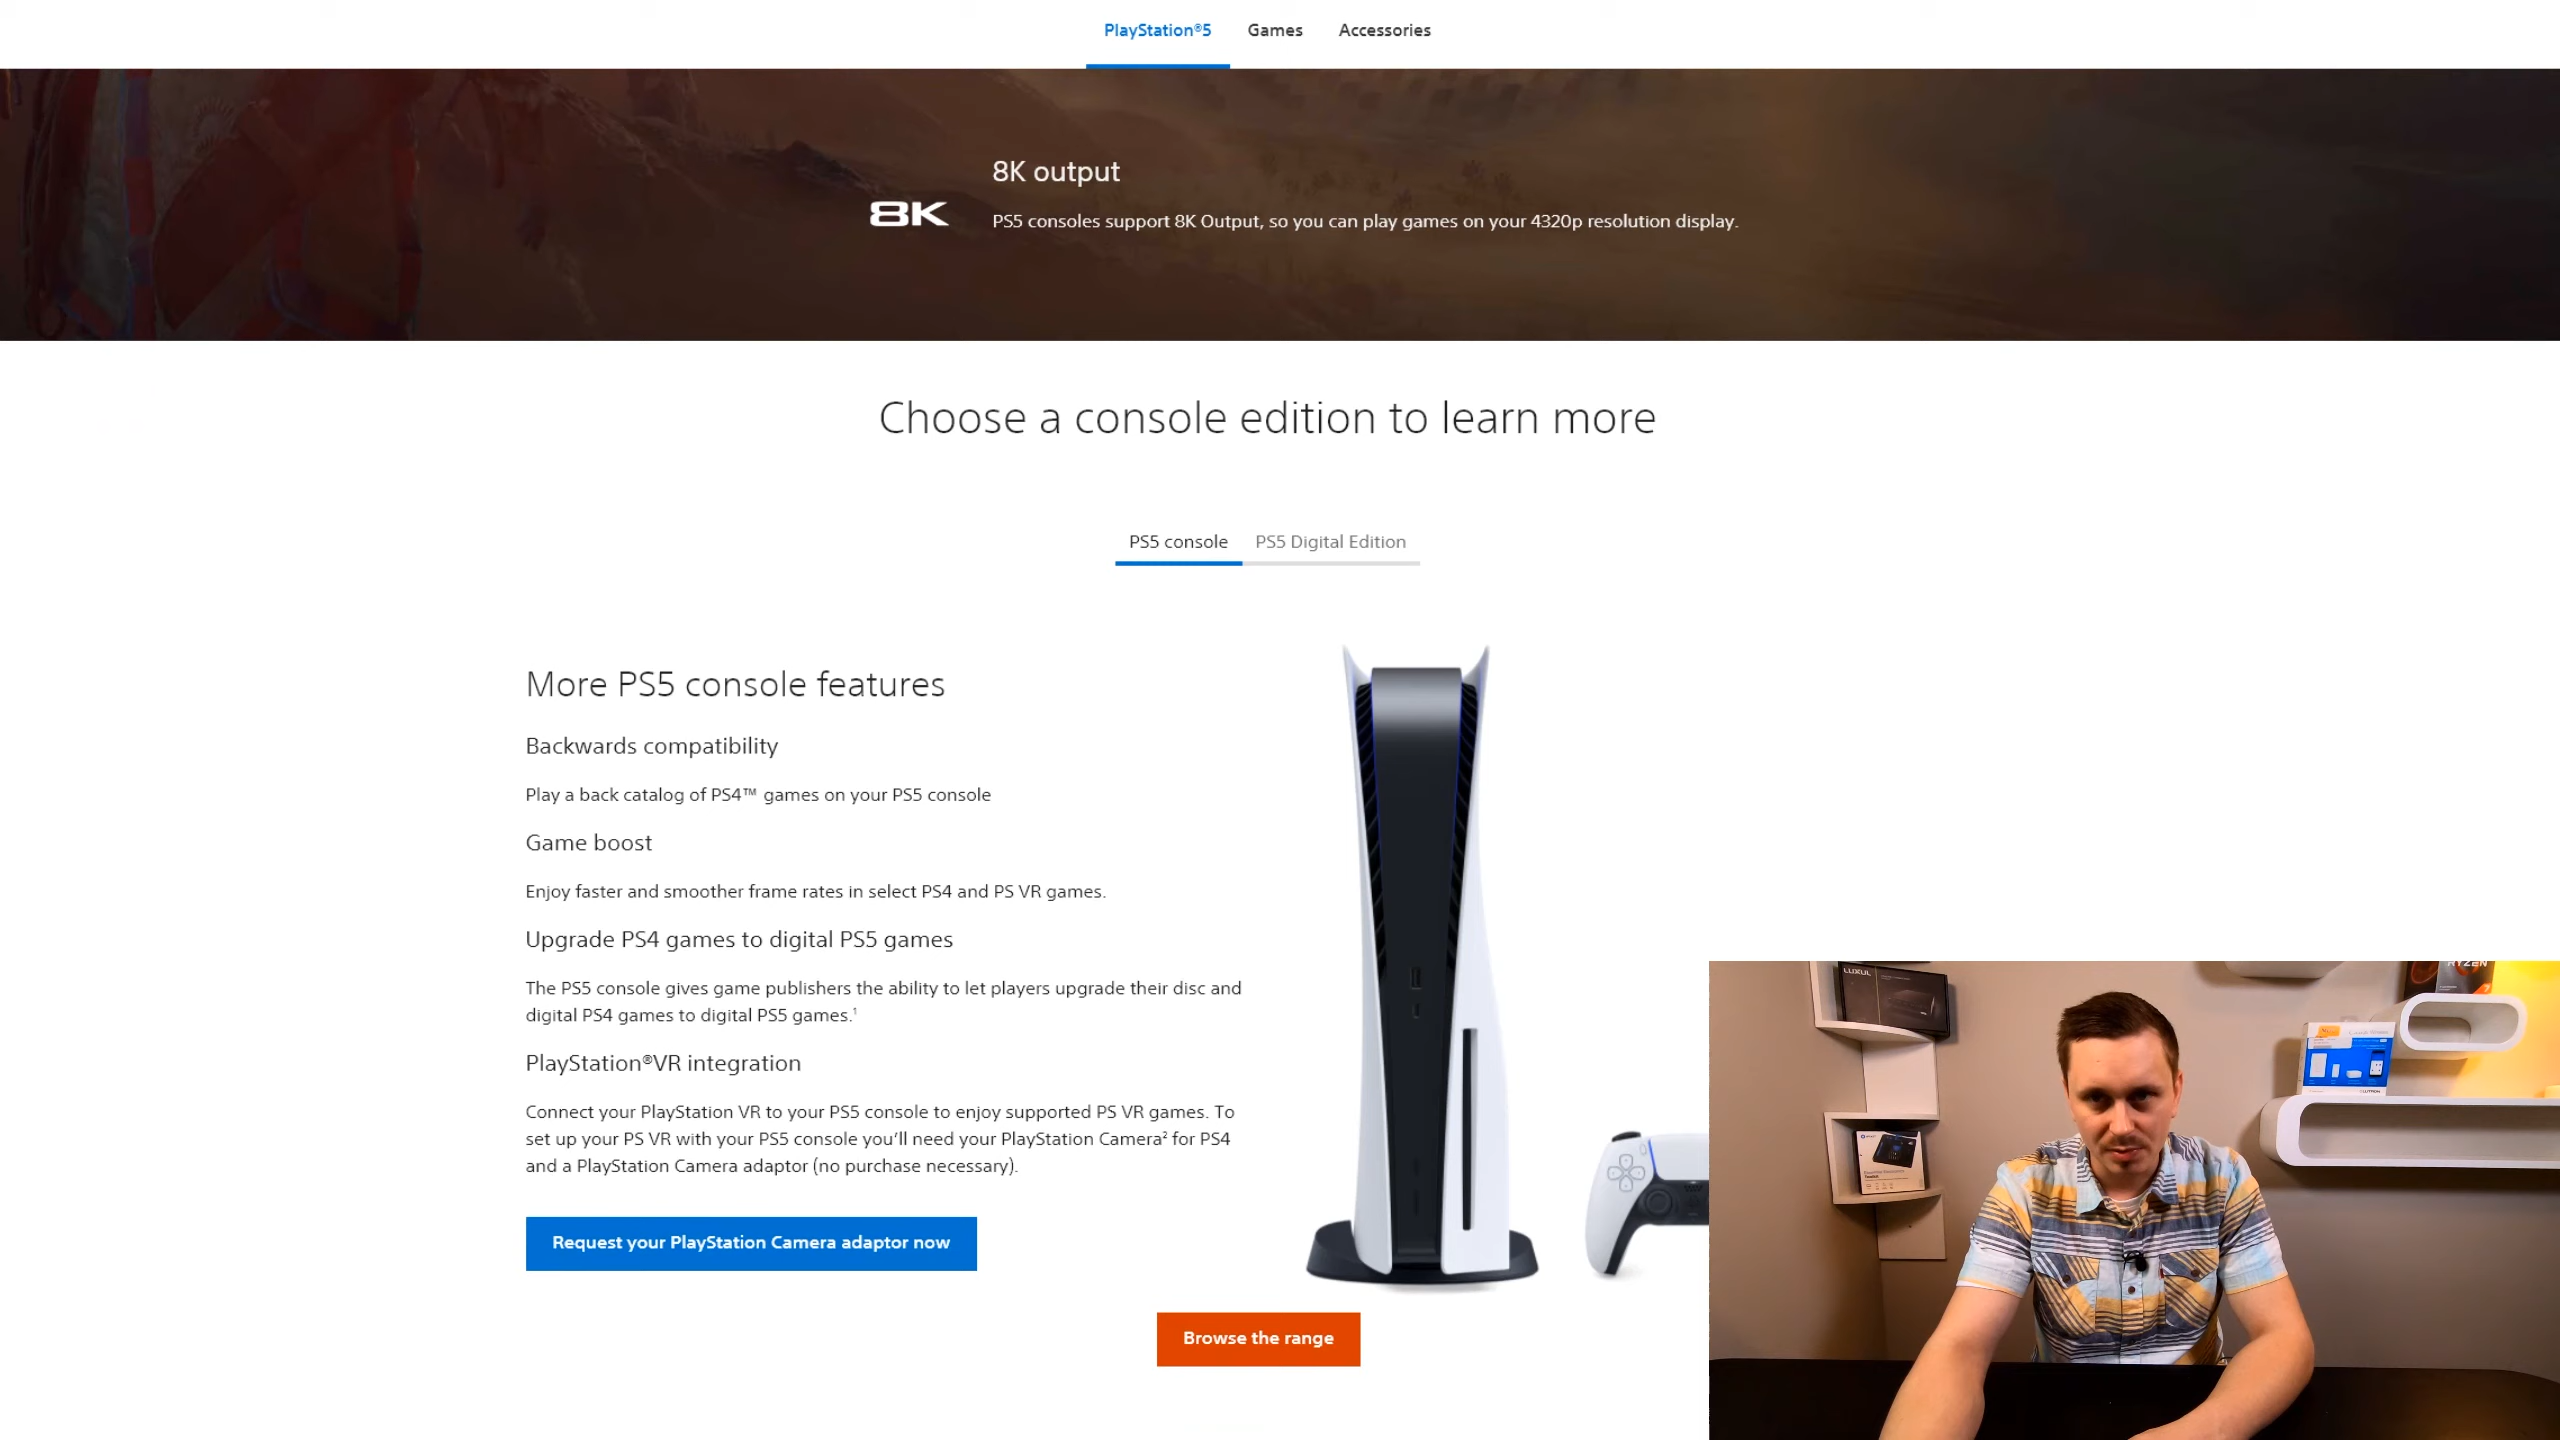 PlayStation®5 Games Accessories
8K output
8K PS5 consoles support 8K Output, so you can play games on your 4320p resolution display.
Choose a console edition to learn more
PS5 console PS5 Digital Edition
More PS5 console features
Backwards compatibility
Play a back catalog of PS4™ games on your PS5 console
Game boost
Enjoy faster and smoother frame rates in select PS4 and PS VR games.
Upgrade PS4 games to digital PS5 games
The PS5 console gives game publishers the ability to let players upgrade their disc and
digital PS4 games to digital PS5 games.¹
PlayStation®VR integration
Connect your PlayStation VR to your PS5 console to enjoy supported PS VR games. To
set up your PS VR with your PS5 console you’ll need your PlayStation Camera² for PS4
and a PlayStation Camera adaptor (no purchase necessary).
Request your PlayStation Camera adaptor now
Browse the range
LUXUL
RYZEN
LUTRON